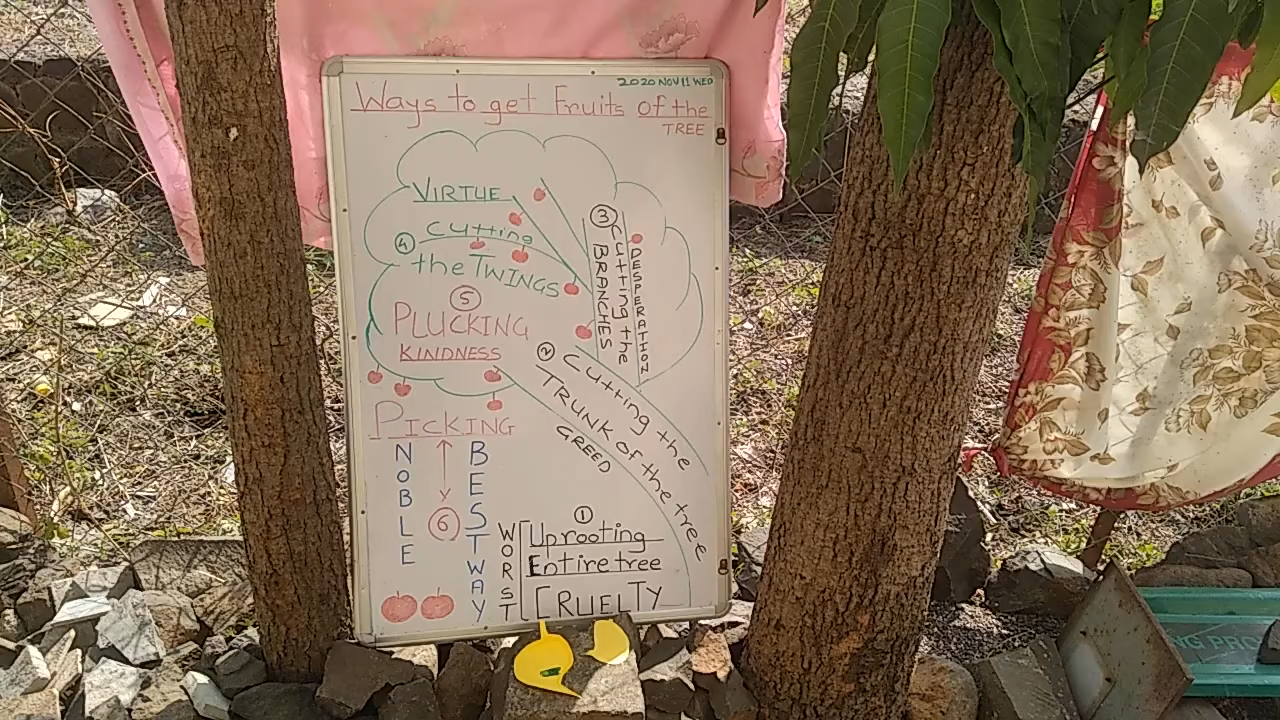 2020 NOV 11 WED
Ways to get Fruits of the
TREE
VIRTUE
④ Cutting
the TWINGS
③ Cutting the
BRANCHES
DESPERATHON
⑤
PLUCKING
KINDNESS
② Cutting the
TRUNK of the tree
GREED
PICKING
NOBLE
⑥
BEST WAY
①
WORST
Uprooting
Entire tree
CRUELTY